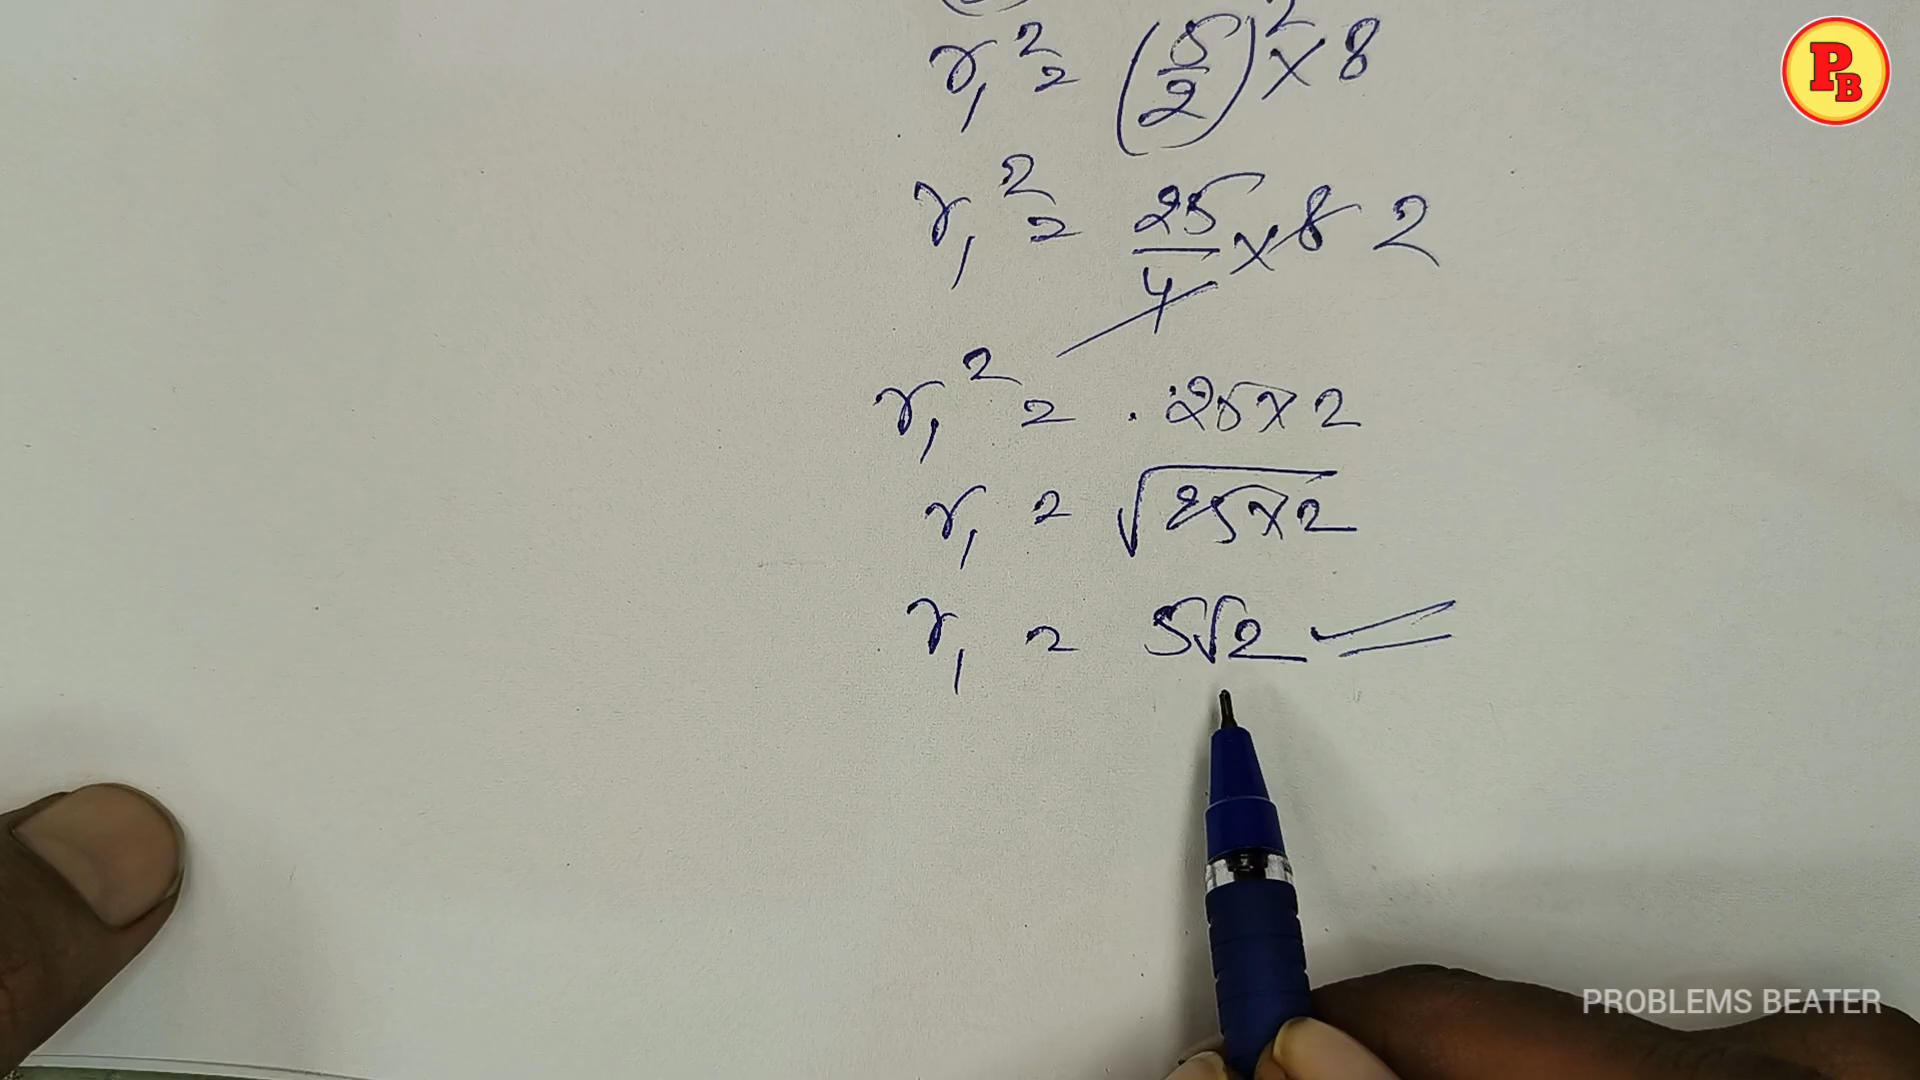 r₁² = (5/2)² × 8
PB
r₁² = 25/4 × 8 2
r₁² = 25 × 2
r₁ = √25×2
r₁ = 5√2
PROBLEMS BEATER